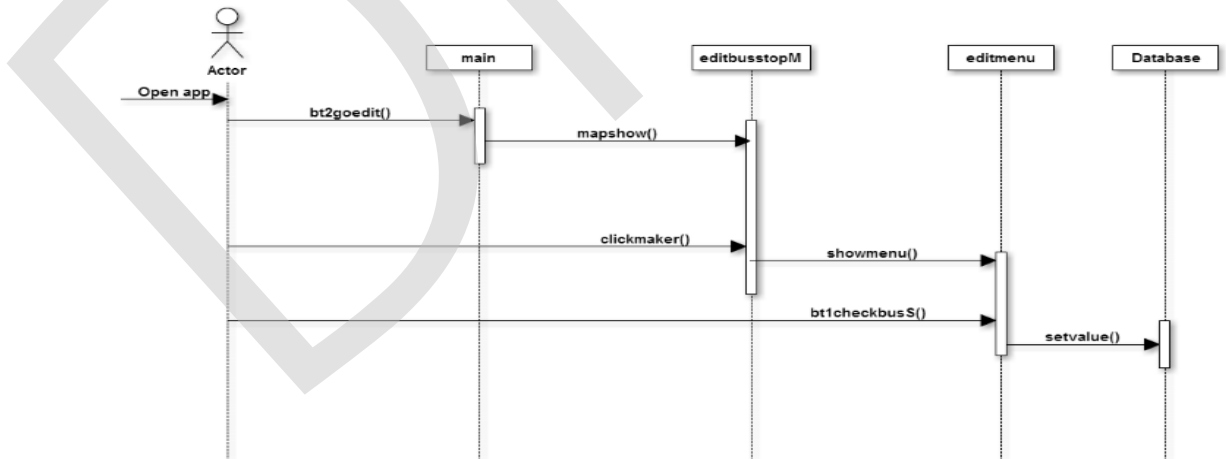 Actor
main
editbusstopM
editmenu
Database
Open app
bt2goedit()
mapshow()
clickmaker()
showmenu()
bt1checkbusS()
setvalue()